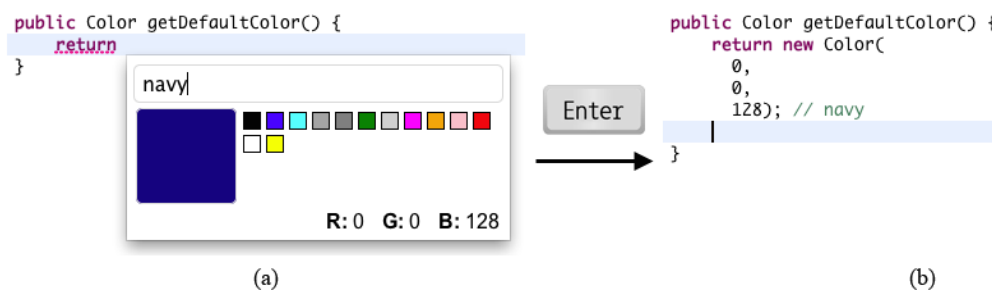 public Color getDefaultColor() {
    return
}
navy
R: 0 G: 0 B: 128
(a)
Enter
public Color getDefaultColor() {
    return new Color(
      0,
      0,
      128); // navy
}
(b)